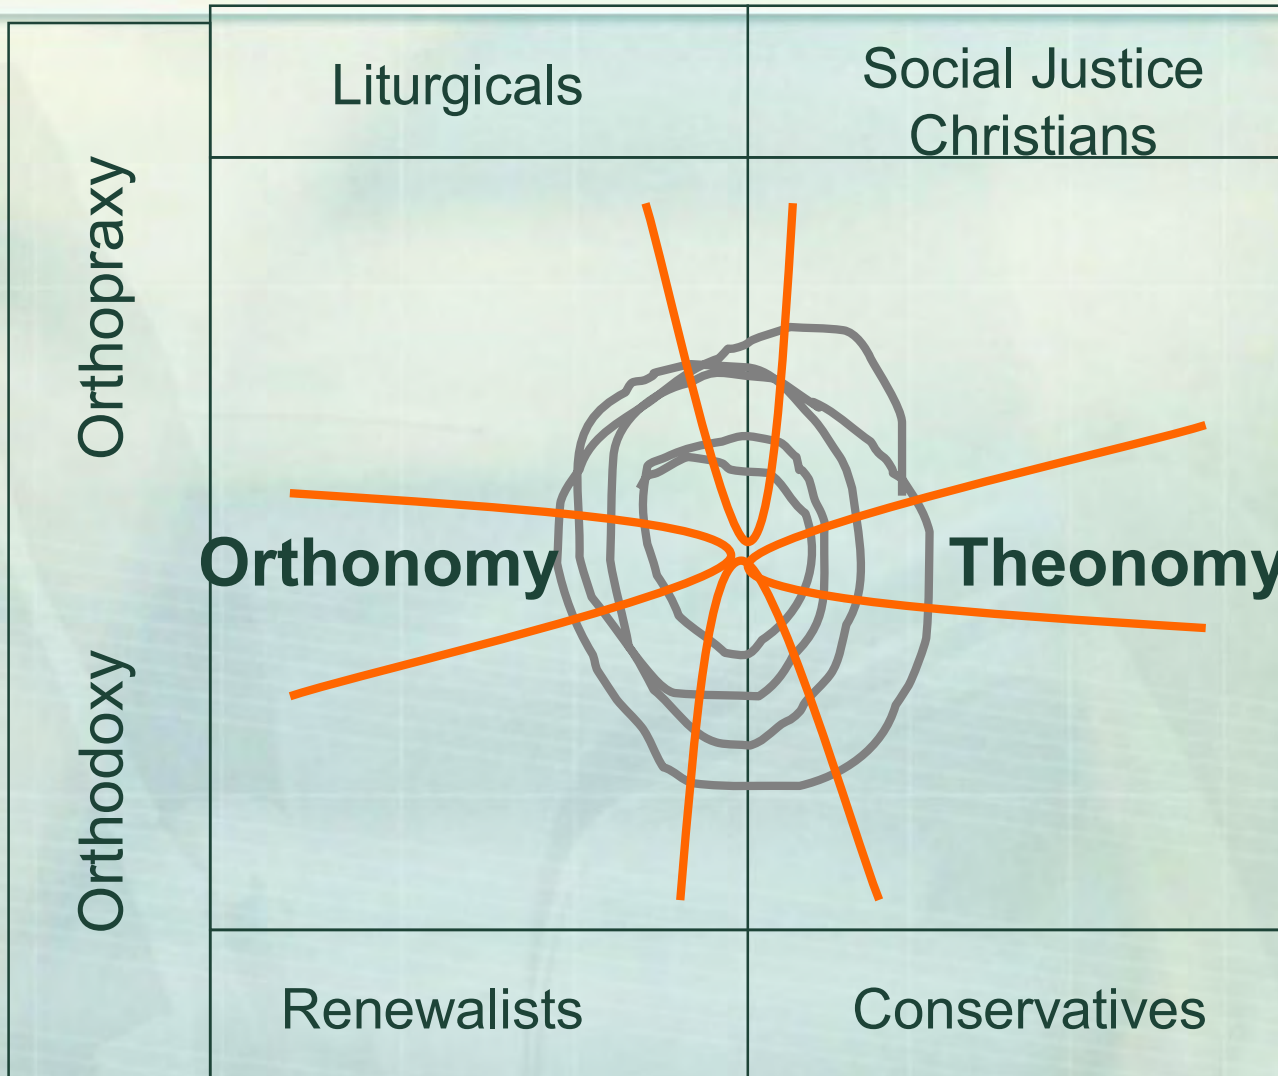 Liturgicals
Social Justice
Christians
Orthopraxy
Orthonomy
Theonomy
Orthodoxy
Renewalists
Conservatives